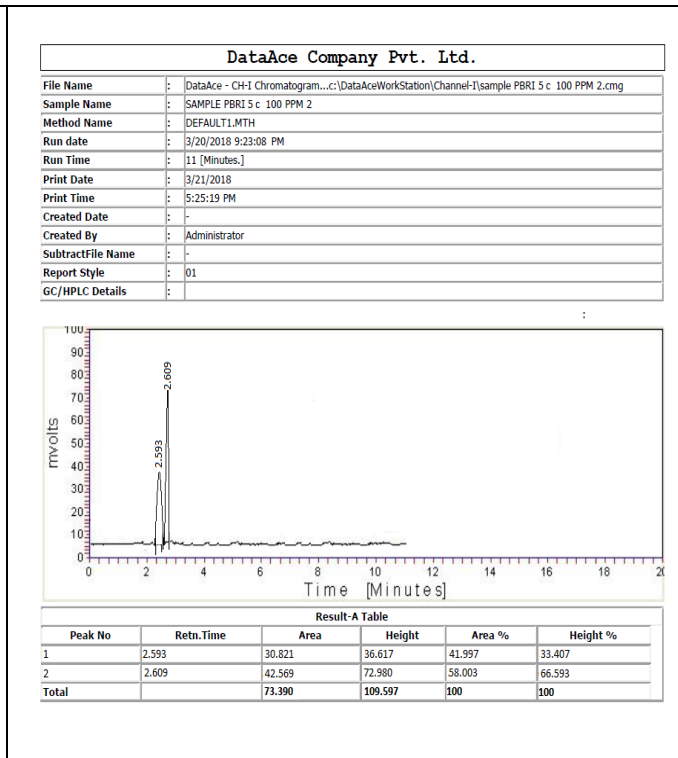 DataAce Company Pvt. Ltd.
File Name : DataAce - CH-I Chromatogram...c:\DataAceWorkStation\Channel-I\sample PBRI 5 c 100 PPM 2.cmg
Sample Name : SAMPLE PBRI 5 c 100 PPM 2
Method Name : DEFAULT1.MTH
Run date : 3/20/2018 9:23:08 PM
Run Time : 11 [Minutes.]
Print Date : 3/21/2018
Print Time : 5:25:19 PM
Created Date : -
Created By : Administrator
SubtractFile Name : -
Report Style : 01
GC/HPLC Details :
:
100
90
80
70
60
50
40
30
20
10
0
mvolts
2.593
2.609
0 2 4 6 8 10 12 14 16 18 20
Time [Minutes]
Result-A Table
Peak No Retn.Time Area Height Area % Height %
1 2.593 30.821 36.617 41.997 33.407
2 2.609 42.569 72.980 58.003 66.593
Total 73.390 109.597 100 100